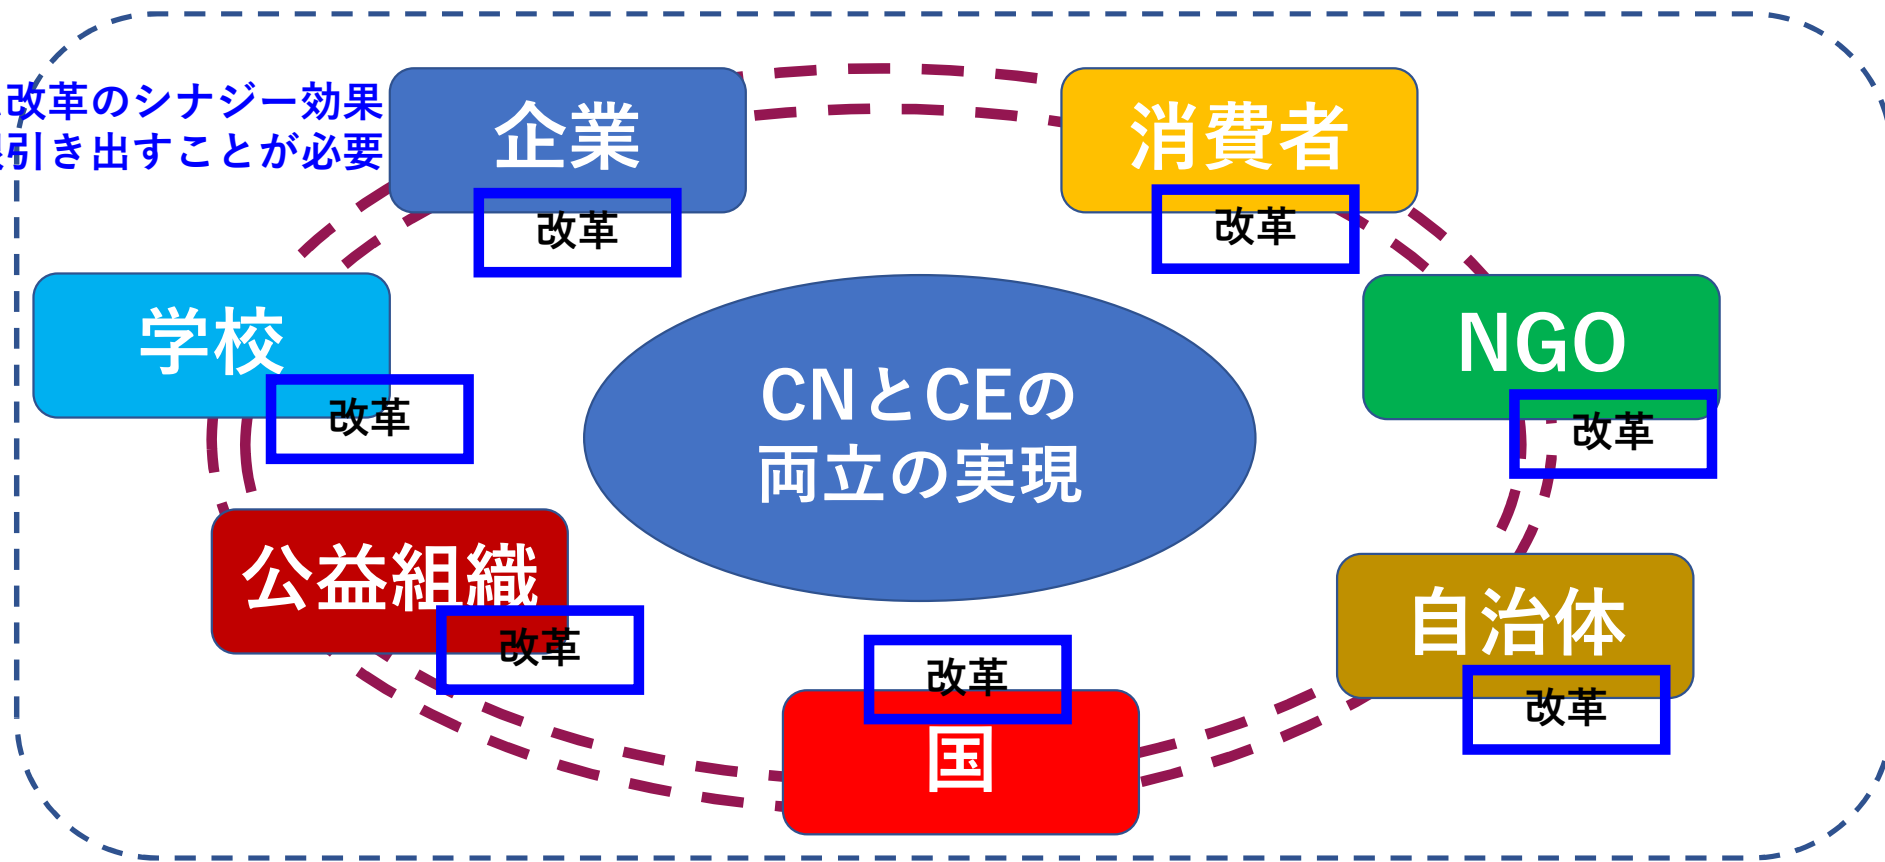 改革のシナジー効果
引き出すことが必要
企業
改革
消費者
改革
学校
改革
NGO
改革
CNとCEの
両立の実現
公益組織
改革
自治体
改革
改革
国